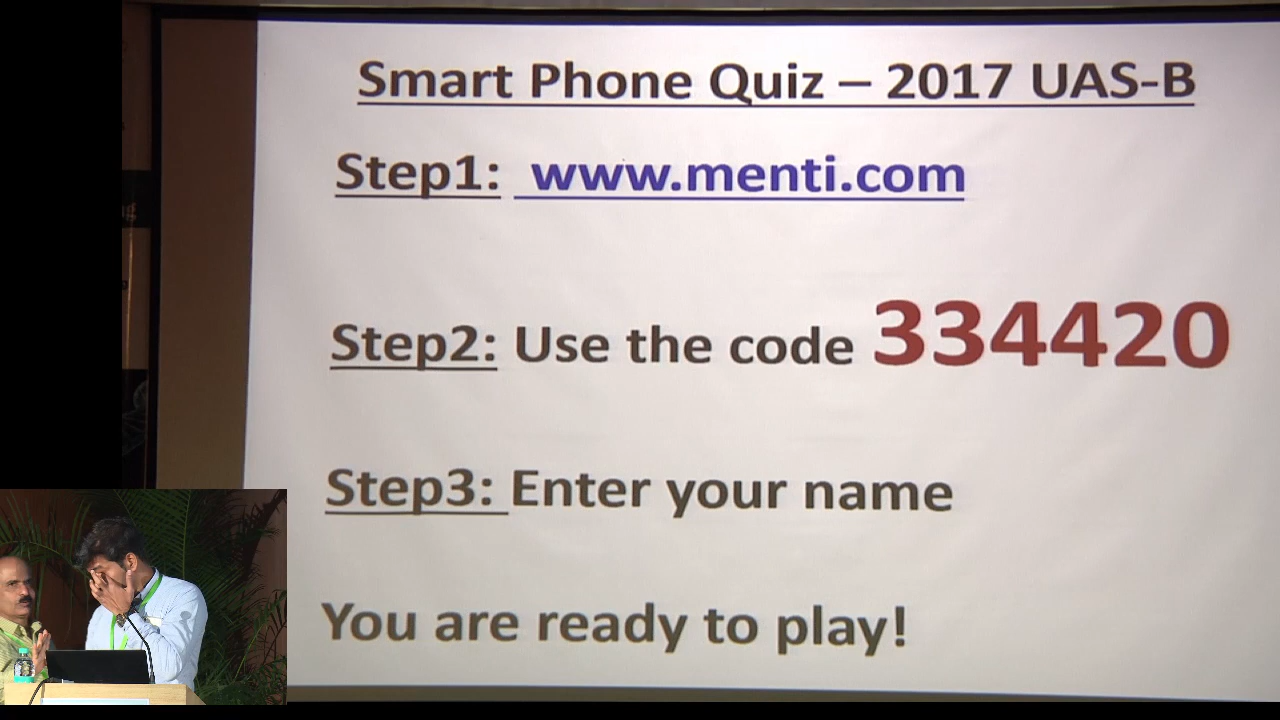 Smart Phone Quiz – 2017 UAS-B
Step1: www.menti.com
Step2: Use the code 334420
Step3: Enter your name
You are ready to play!